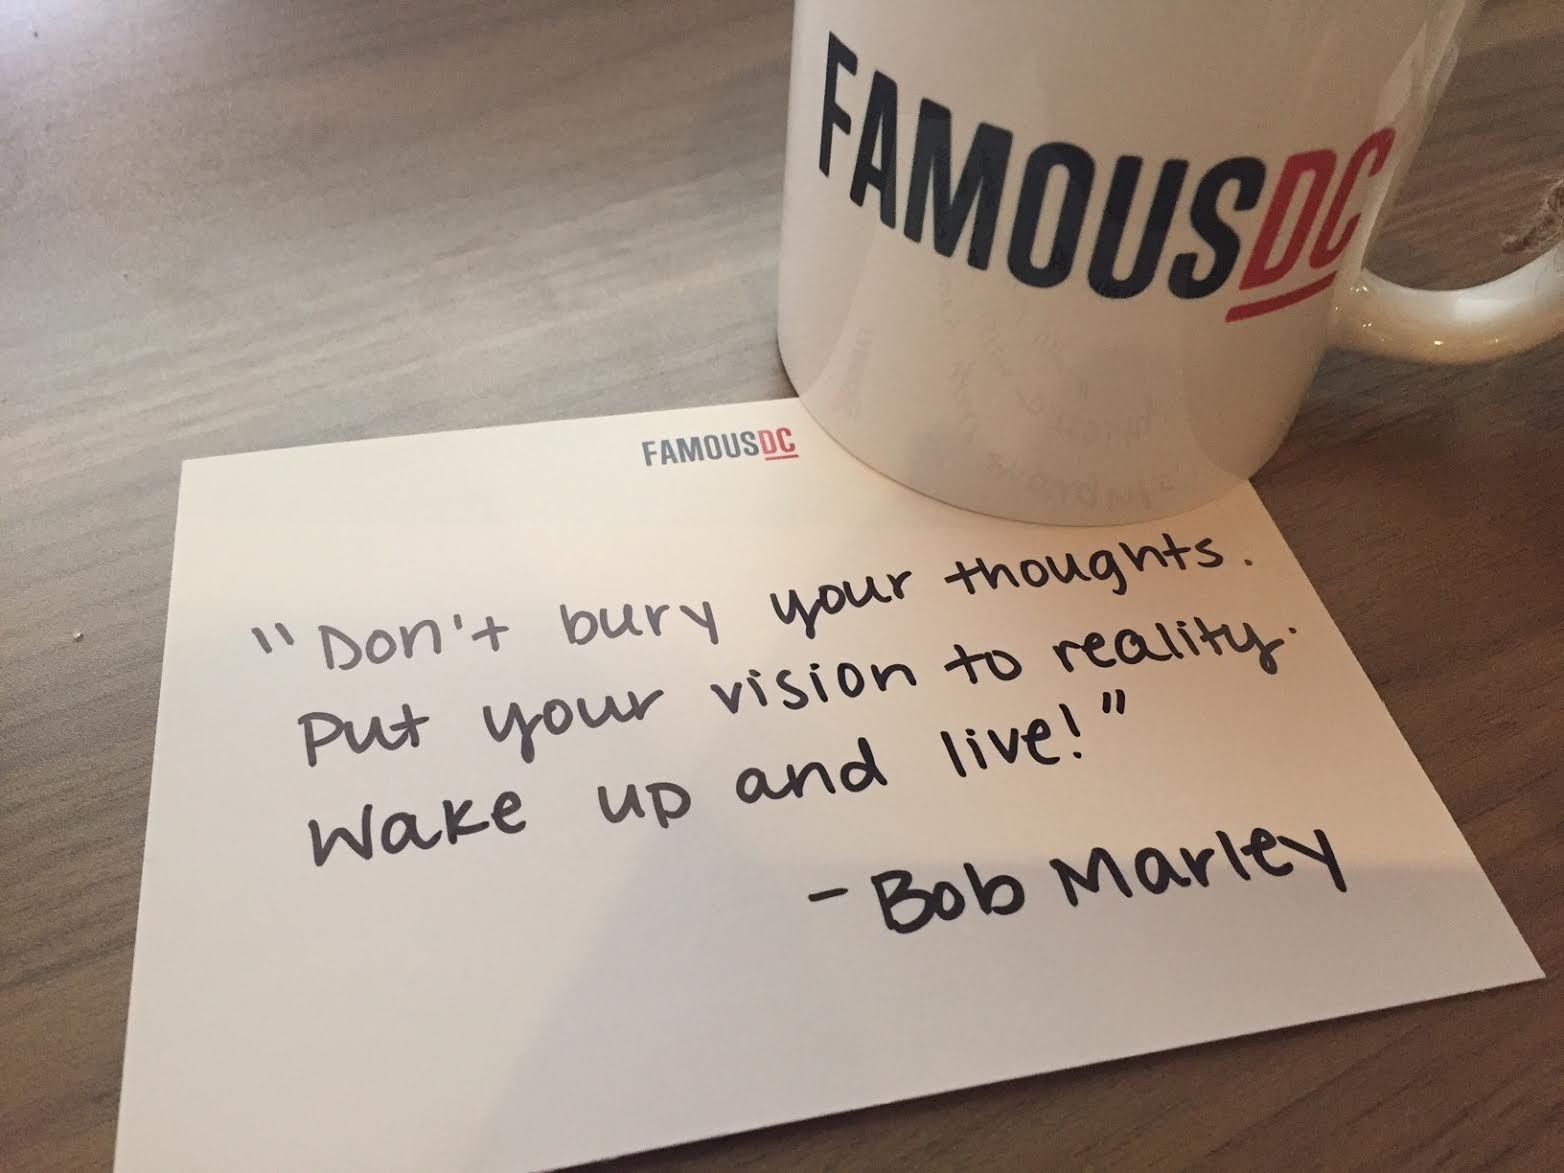 FAMOUSDC
FAMOUSDC
"Don't bury your thoughts.
Put your vision to reality.
Wake up and live!"
- Bob Marley